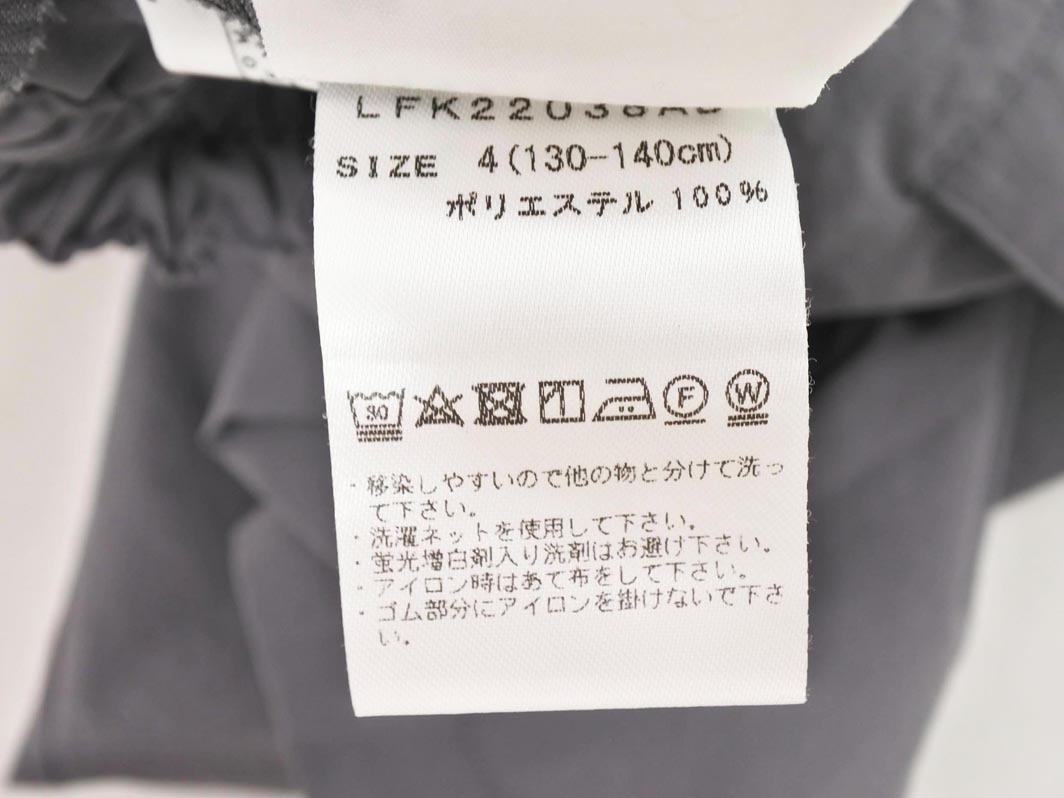 LFK22038AS
SIZE 4(130-140cm)
ポリエステル 100%
30 F W
・移染しやすいので他の物と分けて洗っ
て下さい。
・洗濯ネットを使用して下さい。
・蛍光増白剤入り洗剤はお避け下さい。
・アイロン時はあて布をして下さい。
・ゴム部分にアイロンを掛けないで下さ
い。